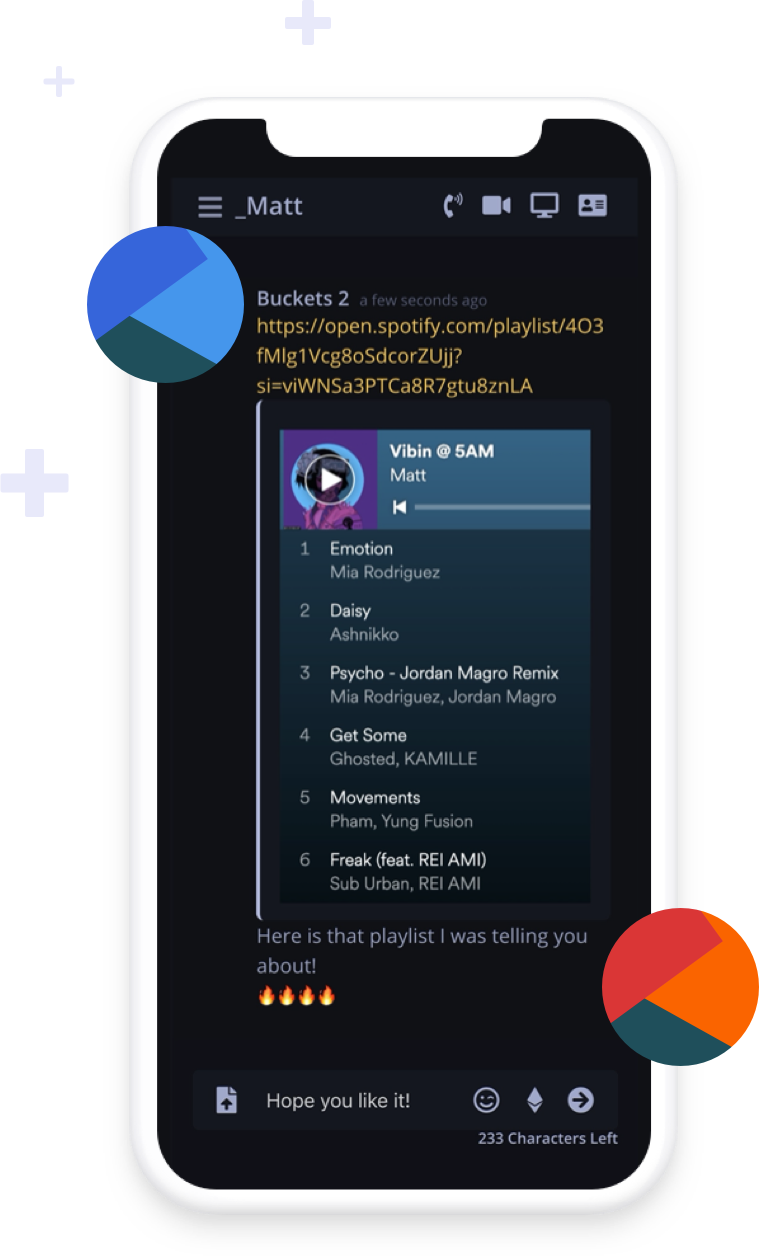 _Matt
Buckets 2 a few seconds ago
https://open.spotify.com/playlist/4O3
fMlg1Vcg8oSdcorZUjj?
si=viWNSa3PTCa8R7gtu8znLA
Vibin @ 5AM
Matt
1 Emotion
Mia Rodriguez
2 Daisy
Ashnikko
3 Psycho - Jordan Magro Remix
Mia Rodriguez, Jordan Magro
4 Get Some
Ghosted, KAMILLE
5 Movements
Pham, Yung Fusion
6 Freak (feat. REI AMI)
Sub Urban, REI AMI
Here is that playlist I was telling you
about!
🔥🔥🔥🔥
Hope you like it!
233 Characters Left